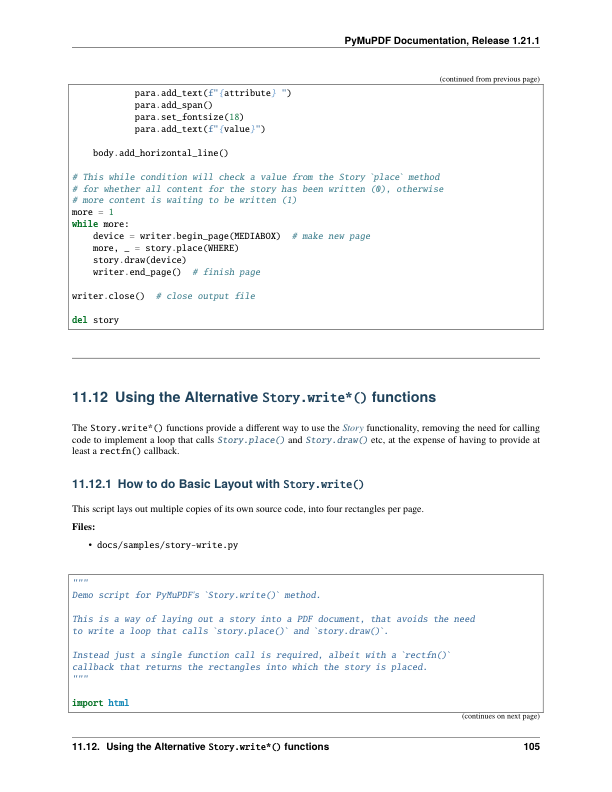 PyMuPDF Documentation, Release 1.21.1
(continued from previous page)
            para.add_text(f"{attribute} ")
            para.add_span()
            para.set_fontsize(18)
            para.add_text(f"{value}")

    body.add_horizontal_line()

# This while condition will check a value from the Story `place` method
# for whether all content for the story has been written (0), otherwise
# more content is waiting to be written (1)
more = 1
while more:
    device = writer.begin_page(MEDIABOX)  # make new page
    more, _ = story.place(WHERE)
    story.draw(device)
    writer.end_page()  # finish page

writer.close()  # close output file

del story

11.12 Using the Alternative Story.write*() functions
The Story.write*() functions provide a different way to use the Story functionality, removing the need for calling
code to implement a loop that calls Story.place() and Story.draw() etc, at the expense of having to provide at
least a rectfn() callback.
11.12.1 How to do Basic Layout with Story.write()
This script lays out multiple copies of its own source code, into four rectangles per page.
Files:
• docs/samples/story-write.py

"""
Demo script for PyMuPDF's `Story.write()` method.

This is a way of laying out a story into a PDF document, that avoids the need
to write a loop that calls `story.place()` and `story.draw()`.

Instead just a single function call is required, albeit with a `rectfn()`
callback that returns the rectangles into which the story is placed.
"""

import html
(continues on next page)
11.12. Using the Alternative Story.write*() functions 105